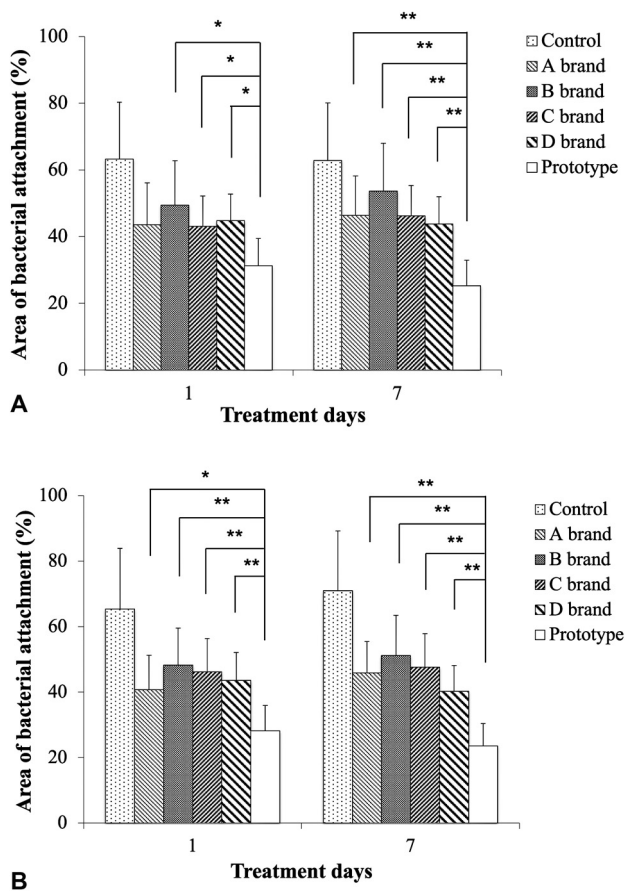 A
Area of bacterial attachment (%)
100
80
60
40
20
0
* * *
** ** ** **
1 7
Treatment days
Control
A brand
B brand
C brand
D brand
Prototype
B
Area of bacterial attachment (%)
100
80
60
40
20
0
* ** ** **
** ** ** **
1 7
Treatment days
Control
A brand
B brand
C brand
D brand
Prototype